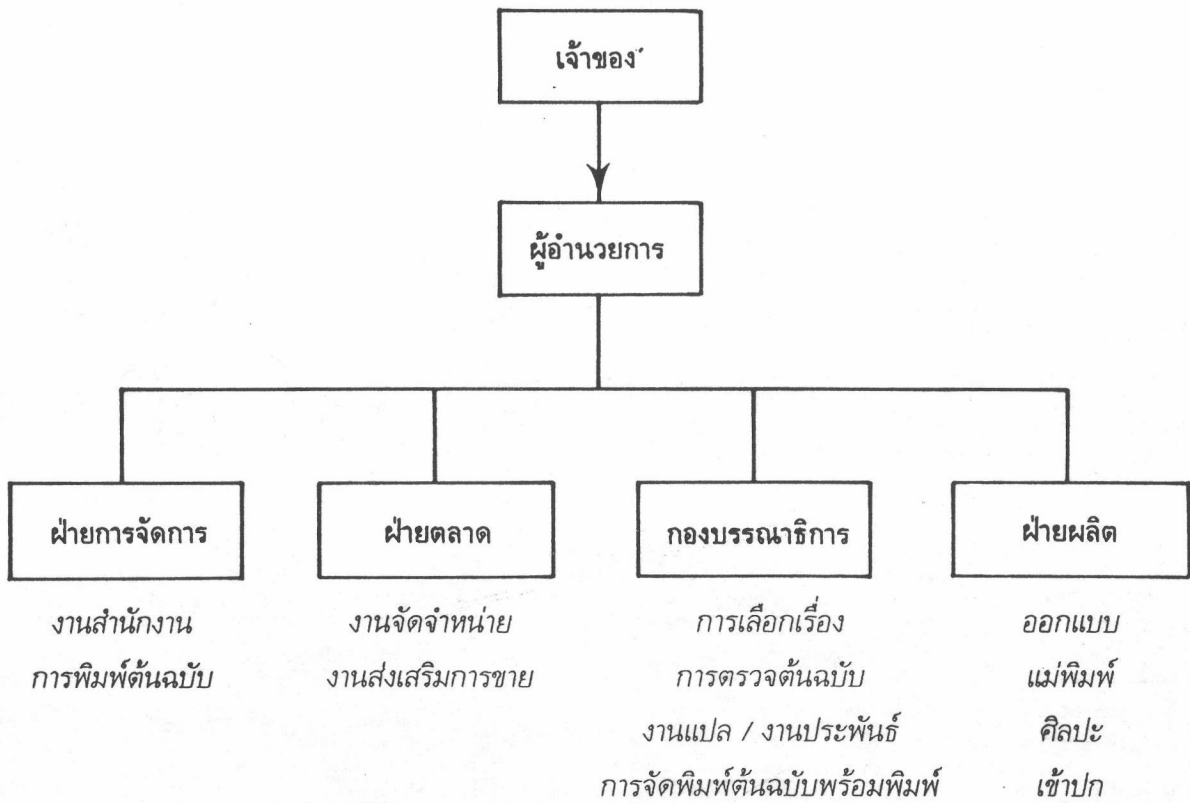 เจ้าของ
ผู้อำนวยการ
ฝ่ายการจัดการ
งานสำนักงาน
การพิมพ์ต้นฉบับ
ฝ่ายตลาด
งานจัดจำหน่าย
งานส่งเสริมการขาย
กองบรรณาธิการ
การเลือกเรื่อง
การตรวจต้นฉบับ
งานแปล / งานประพันธ์
การจัดพิมพ์ต้นฉบับพร้อมพิมพ์
ฝ่ายผลิต
ออกแบบ
แม่พิมพ์
ศิลปะ
เข้าปก